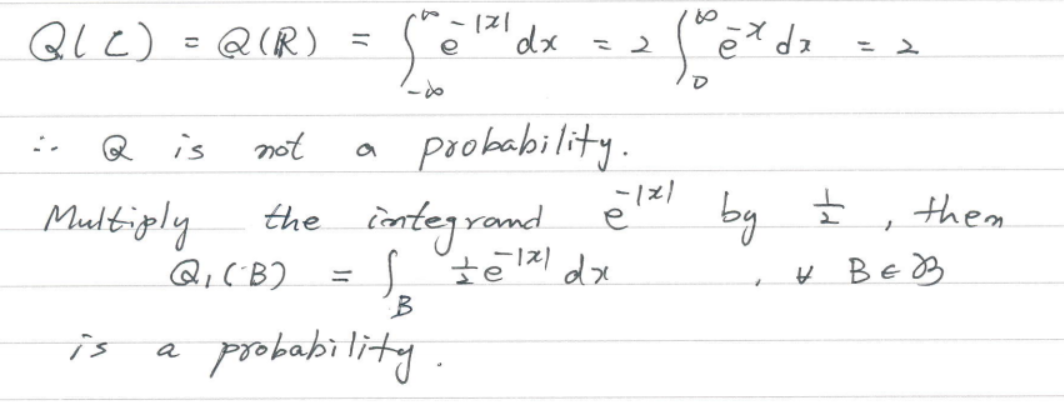 Q(C) = Q(R) = ∫_{-∞}^{∞} e^{-|x|} dx = 2 ∫_{0}^{∞} e^{-x} dx = 2
∴ Q is not a probability.
Multiply the integrand e^{-|x|} by 1/2, then
Q₁(B) = ∫_B 1/2 e^{-|x|} dx , ∀ B ∈ ℬ
is a probability.